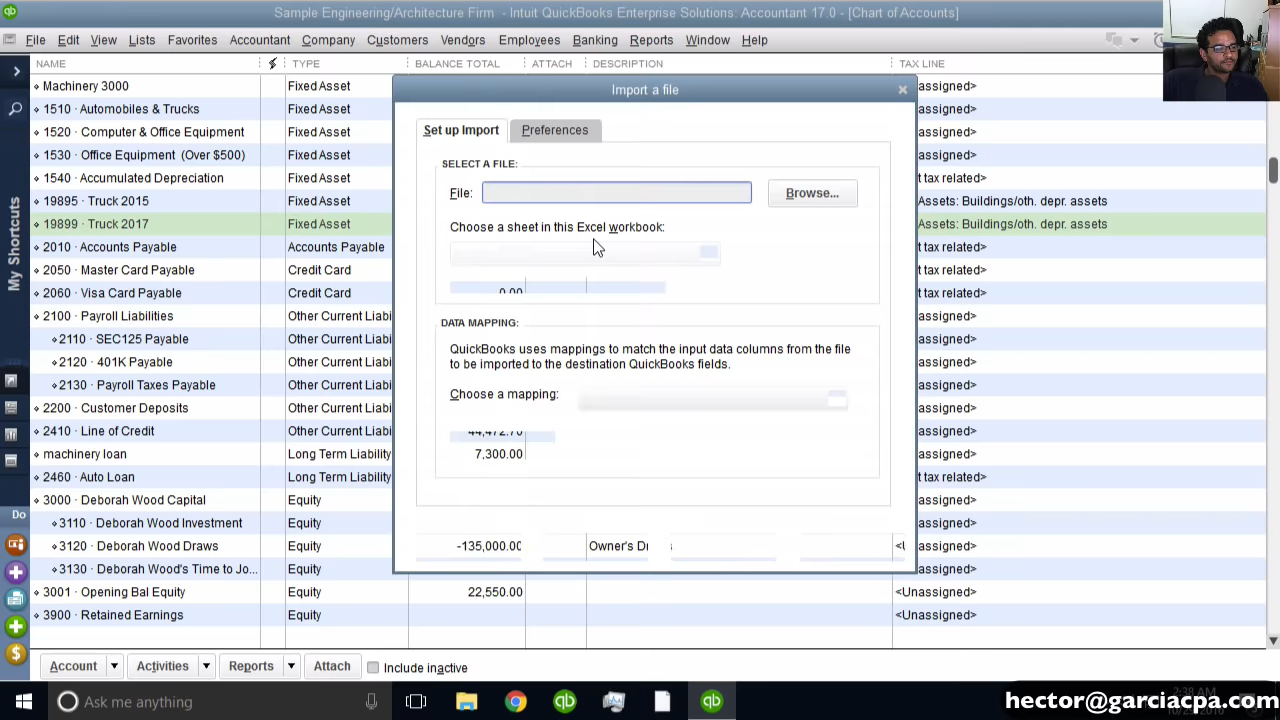 Sample Engineering/Architecture Firm - Intuit QuickBooks Enterprise Solutions: Accountant 17.0 - [Chart of Accounts]
File Edit View Lists Favorites Accountant Company Customers Vendors Employees Banking Reports Window Help
NAME TYPE BALANCE TOTAL ATTACH DESCRIPTION TAX LINE
Machinery 3000 Fixed Asset assigned>
1510 · Automobiles & Trucks Fixed Asset assigned>
1520 · Computer & Office Equipment Fixed Asset assigned>
1530 · Office Equipment (Over $500) Fixed Asset assigned>
1540 · Accumulated Depreciation Fixed Asset t tax related>
19895 · Truck 2015 Fixed Asset Assets: Buildings/oth. depr. assets
19899 · Truck 2017 Fixed Asset Assets: Buildings/oth. depr. assets
2010 · Accounts Payable Accounts Payable t tax related>
2050 · Master Card Payable Credit Card t tax related>
2060 · Visa Card Payable Credit Card t tax related>
2100 · Payroll Liabilities Other Current Liabi assigned>
2110 · SEC125 Payable Other Current Liabi assigned>
2120 · 401K Payable Other Current Liabi assigned>
2130 · Payroll Taxes Payable Other Current Liabi assigned>
2200 · Customer Deposits Other Current Liabi assigned>
2410 · Line of Credit Other Current Liabi assigned>
machinery loan Long Term Liability assigned>
2460 · Auto Loan Long Term Liability t tax related>
3000 · Deborah Wood Capital Equity assigned>
3110 · Deborah Wood Investment Equity assigned>
3120 · Deborah Wood Draws Equity -135,000.00 Owner's Dr assigned>
3130 · Deborah Wood's Time to Jo... Equity assigned>
3001 · Opening Bal Equity Equity 22,550.00 <Unassigned>
3900 · Retained Earnings Equity <Unassigned>
Import a file
Set up Import Preferences
SELECT A FILE:
File: Browse...
Choose a sheet in this Excel workbook:
0.00
DATA MAPPING:
QuickBooks uses mappings to match the input data columns from the file
to be imported to the destination QuickBooks fields.
Choose a mapping:
44,472.70
7,300.00
My Shortcuts
Do
Account Activities Reports Attach Include inactive
Ask me anything
2:38 AM
hector@garciacpa.com